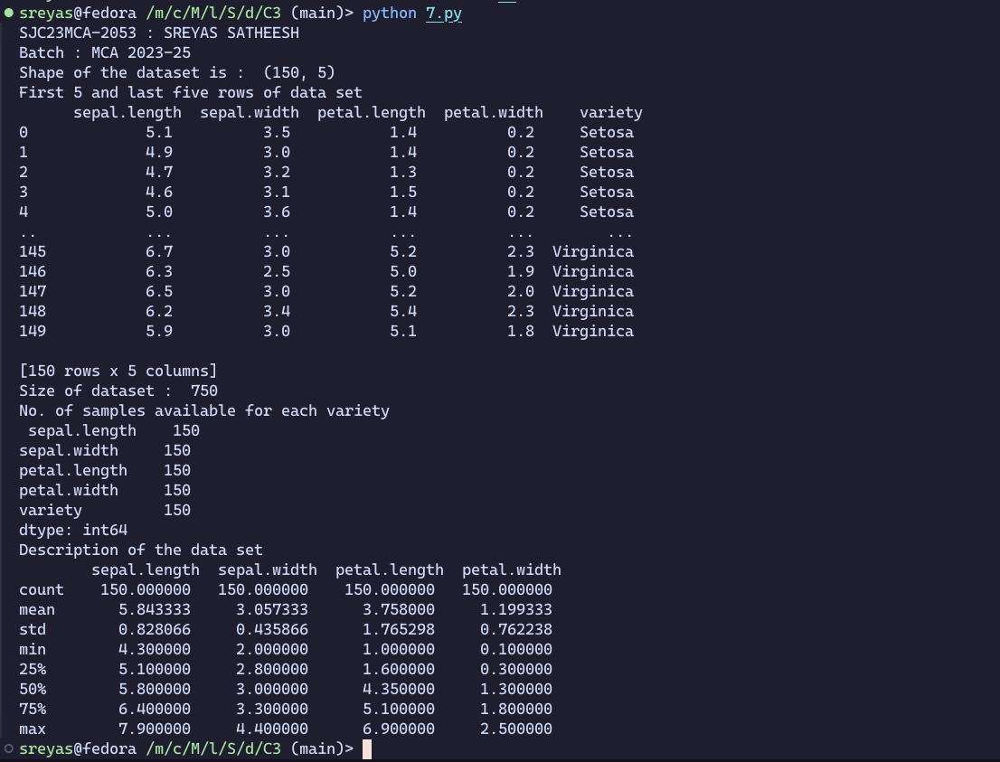 sreyas@fedora /m/c/M/l/S/d/C3 (main)> python 7.py
SJC23MCA-2053 : SREYAS SATHEESH
Batch : MCA 2023-25
Shape of the dataset is :  (150, 5)
First 5 and last five rows of data set
      sepal.length  sepal.width  petal.length  petal.width    variety
0             5.1          3.5           1.4          0.2     Setosa
1             4.9          3.0           1.4          0.2     Setosa
2             4.7          3.2           1.3          0.2     Setosa
3             4.6          3.1           1.5          0.2     Setosa
4             5.0          3.6           1.4          0.2     Setosa
..            ...          ...           ...          ...        ...
145           6.7          3.0           5.2          2.3  Virginica
146           6.3          2.5           5.0          1.9  Virginica
147           6.5          3.0           5.2          2.0  Virginica
148           6.2          3.4           5.4          2.3  Virginica
149           5.9          3.0           5.1          1.8  Virginica
[150 rows x 5 columns]
Size of dataset :  750
No. of samples available for each variety
 sepal.length    150
sepal.width     150
petal.length    150
petal.width     150
variety         150
dtype: int64
Description of the data set
        sepal.length  sepal.width  petal.length  petal.width
count    150.000000   150.000000    150.000000   150.000000
mean       5.843333     3.057333      3.758000     1.199333
std        0.828066     0.435866      1.765298     0.762238
min        4.300000     2.000000      1.000000     0.100000
25%        5.100000     2.800000      1.600000     0.300000
50%        5.800000     3.000000      4.350000     1.300000
75%        6.400000     3.300000      5.100000     1.800000
max        7.900000     4.400000      6.900000     2.500000
sreyas@fedora /m/c/M/l/S/d/C3 (main)>